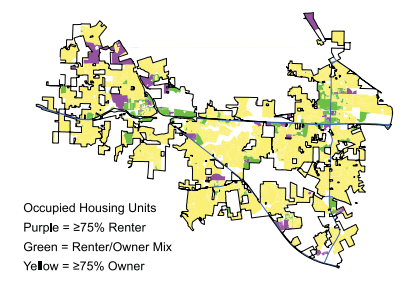 Occupied Housing Units
Purple = ≥75% Renter
Green = Renter/Owner Mix
Yellow = ≥75% Owner